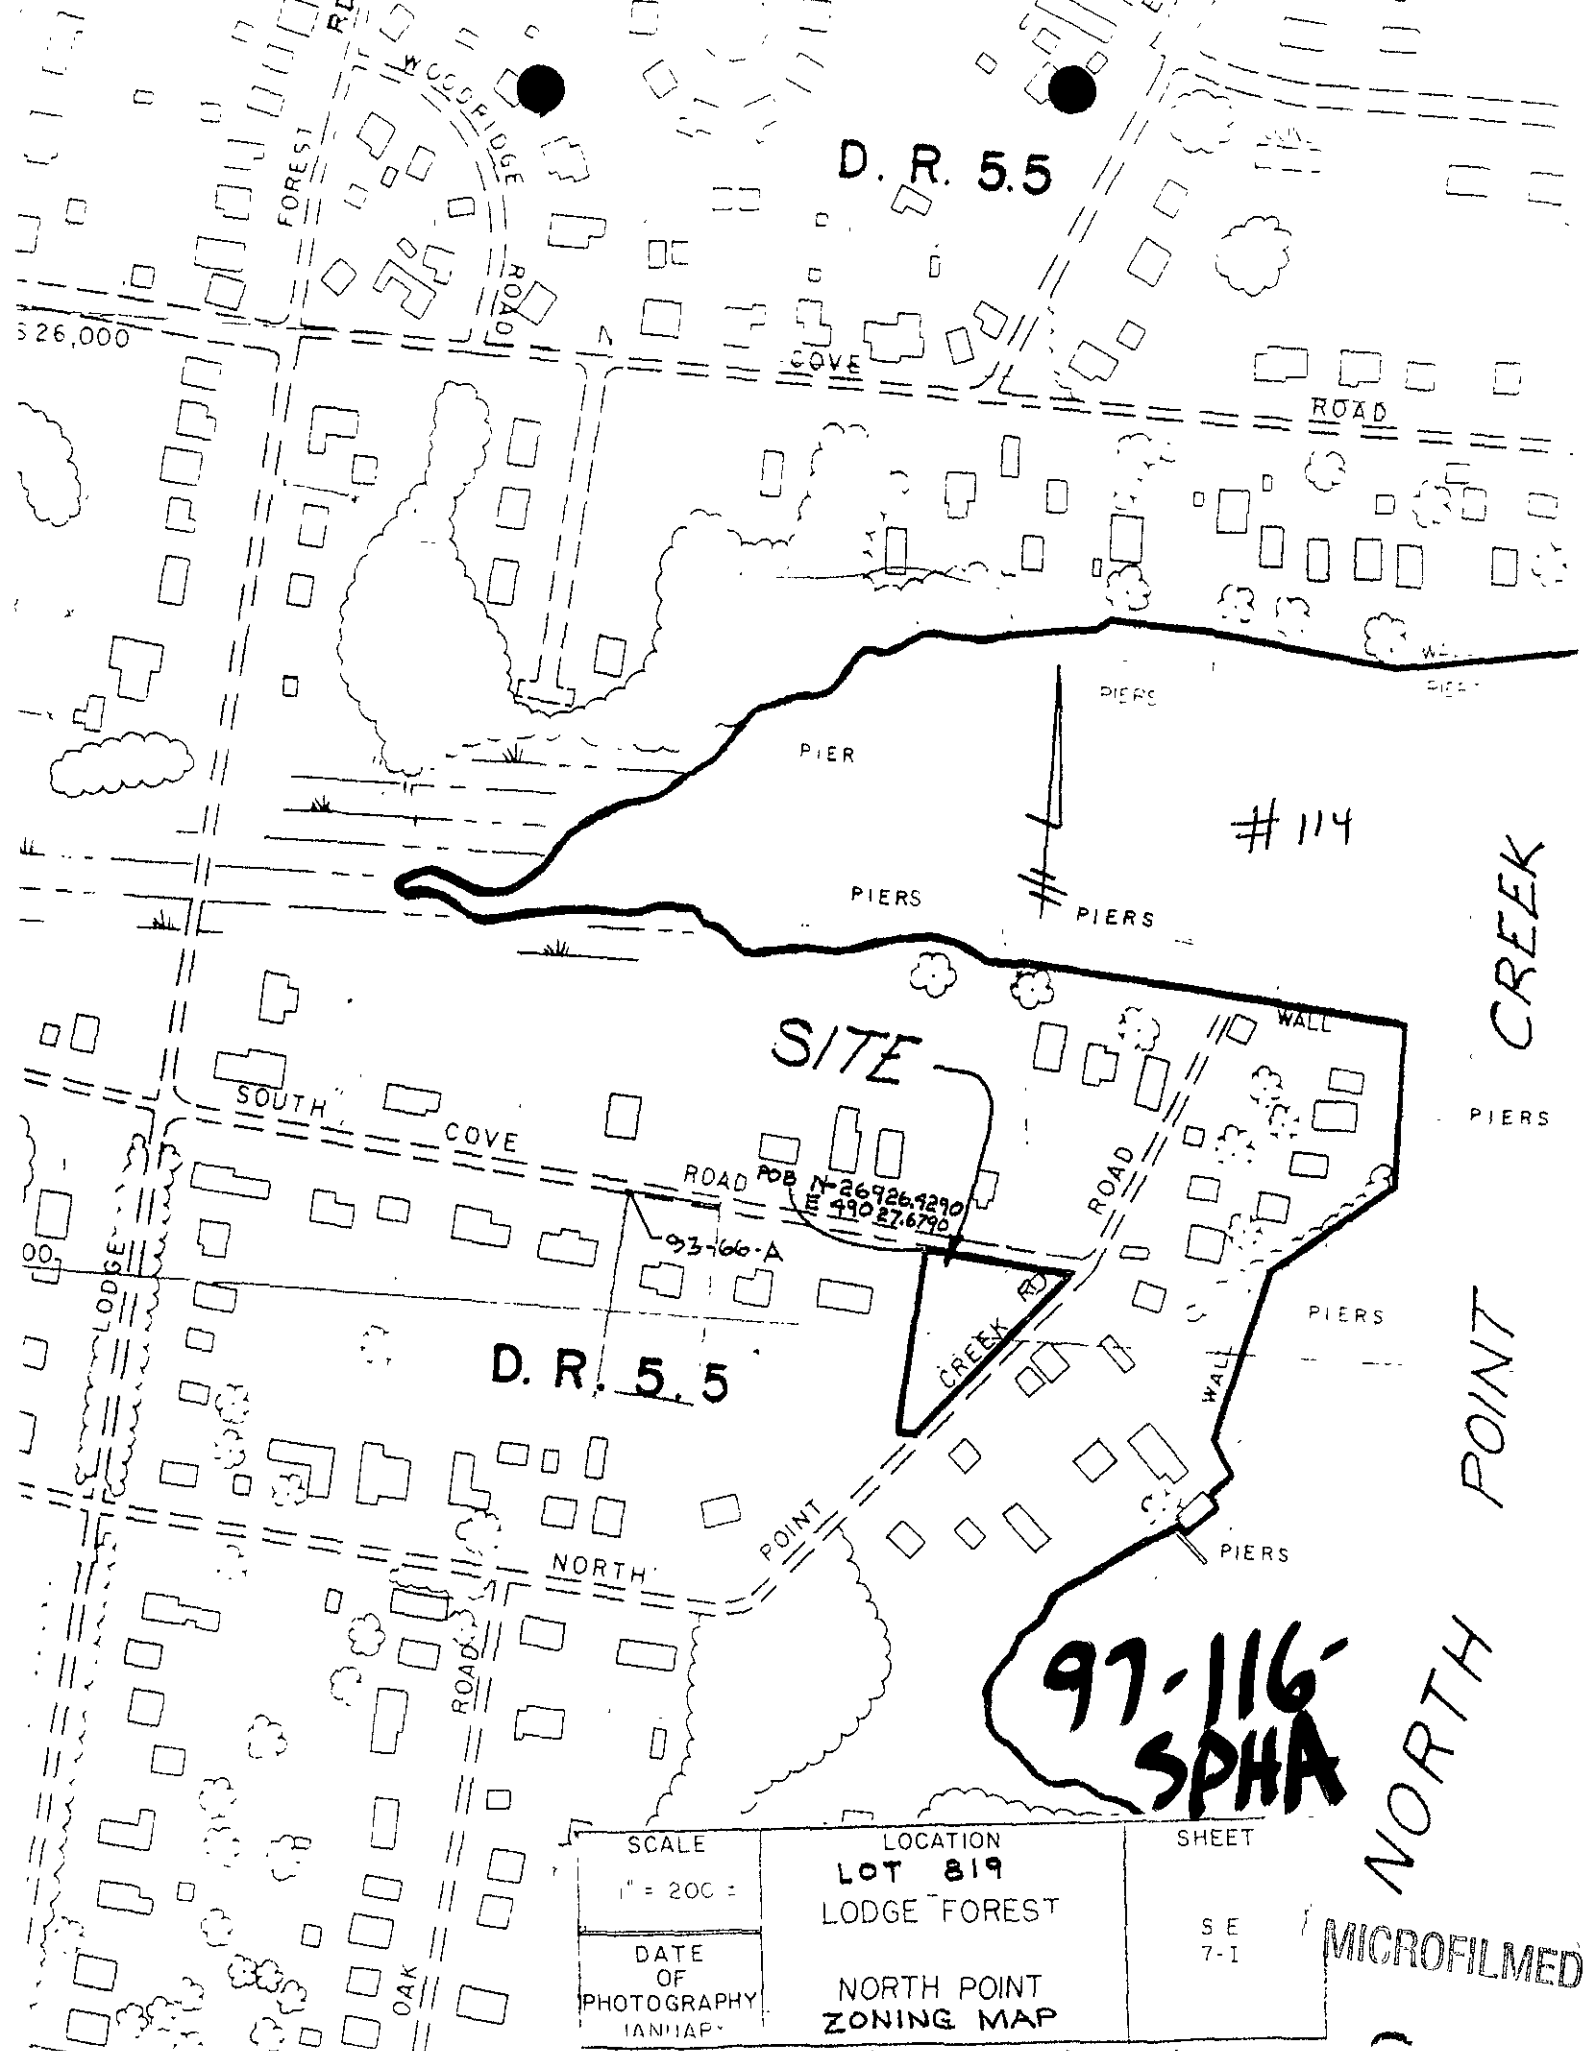 WOODRIDGE
ROAD
FOREST
D. R. 5.5
S 26,000
COVE
ROAD
PIERS
PIER
# 114
PIERS
PIERS
CREEK
SITE
WALL
PIERS
SOUTH
COVE
ROAD
POB N-26926.4290
E 49027.6790
93-66-A
ROAD
00
LODGE
CREEK RD
PIERS
WALL
D. R. 5.5
POINT
POINT
NORTH
PIERS
97-116-
SPHA
NORTH
ROAD
OAK
SCALE
1" = 200 ±
DATE
OF
PHOTOGRAPHY
LOCATION
LOT 819
LODGE FOREST
NORTH POINT
ZONING MAP
SHEET
S E
7-I
MICROFILMED